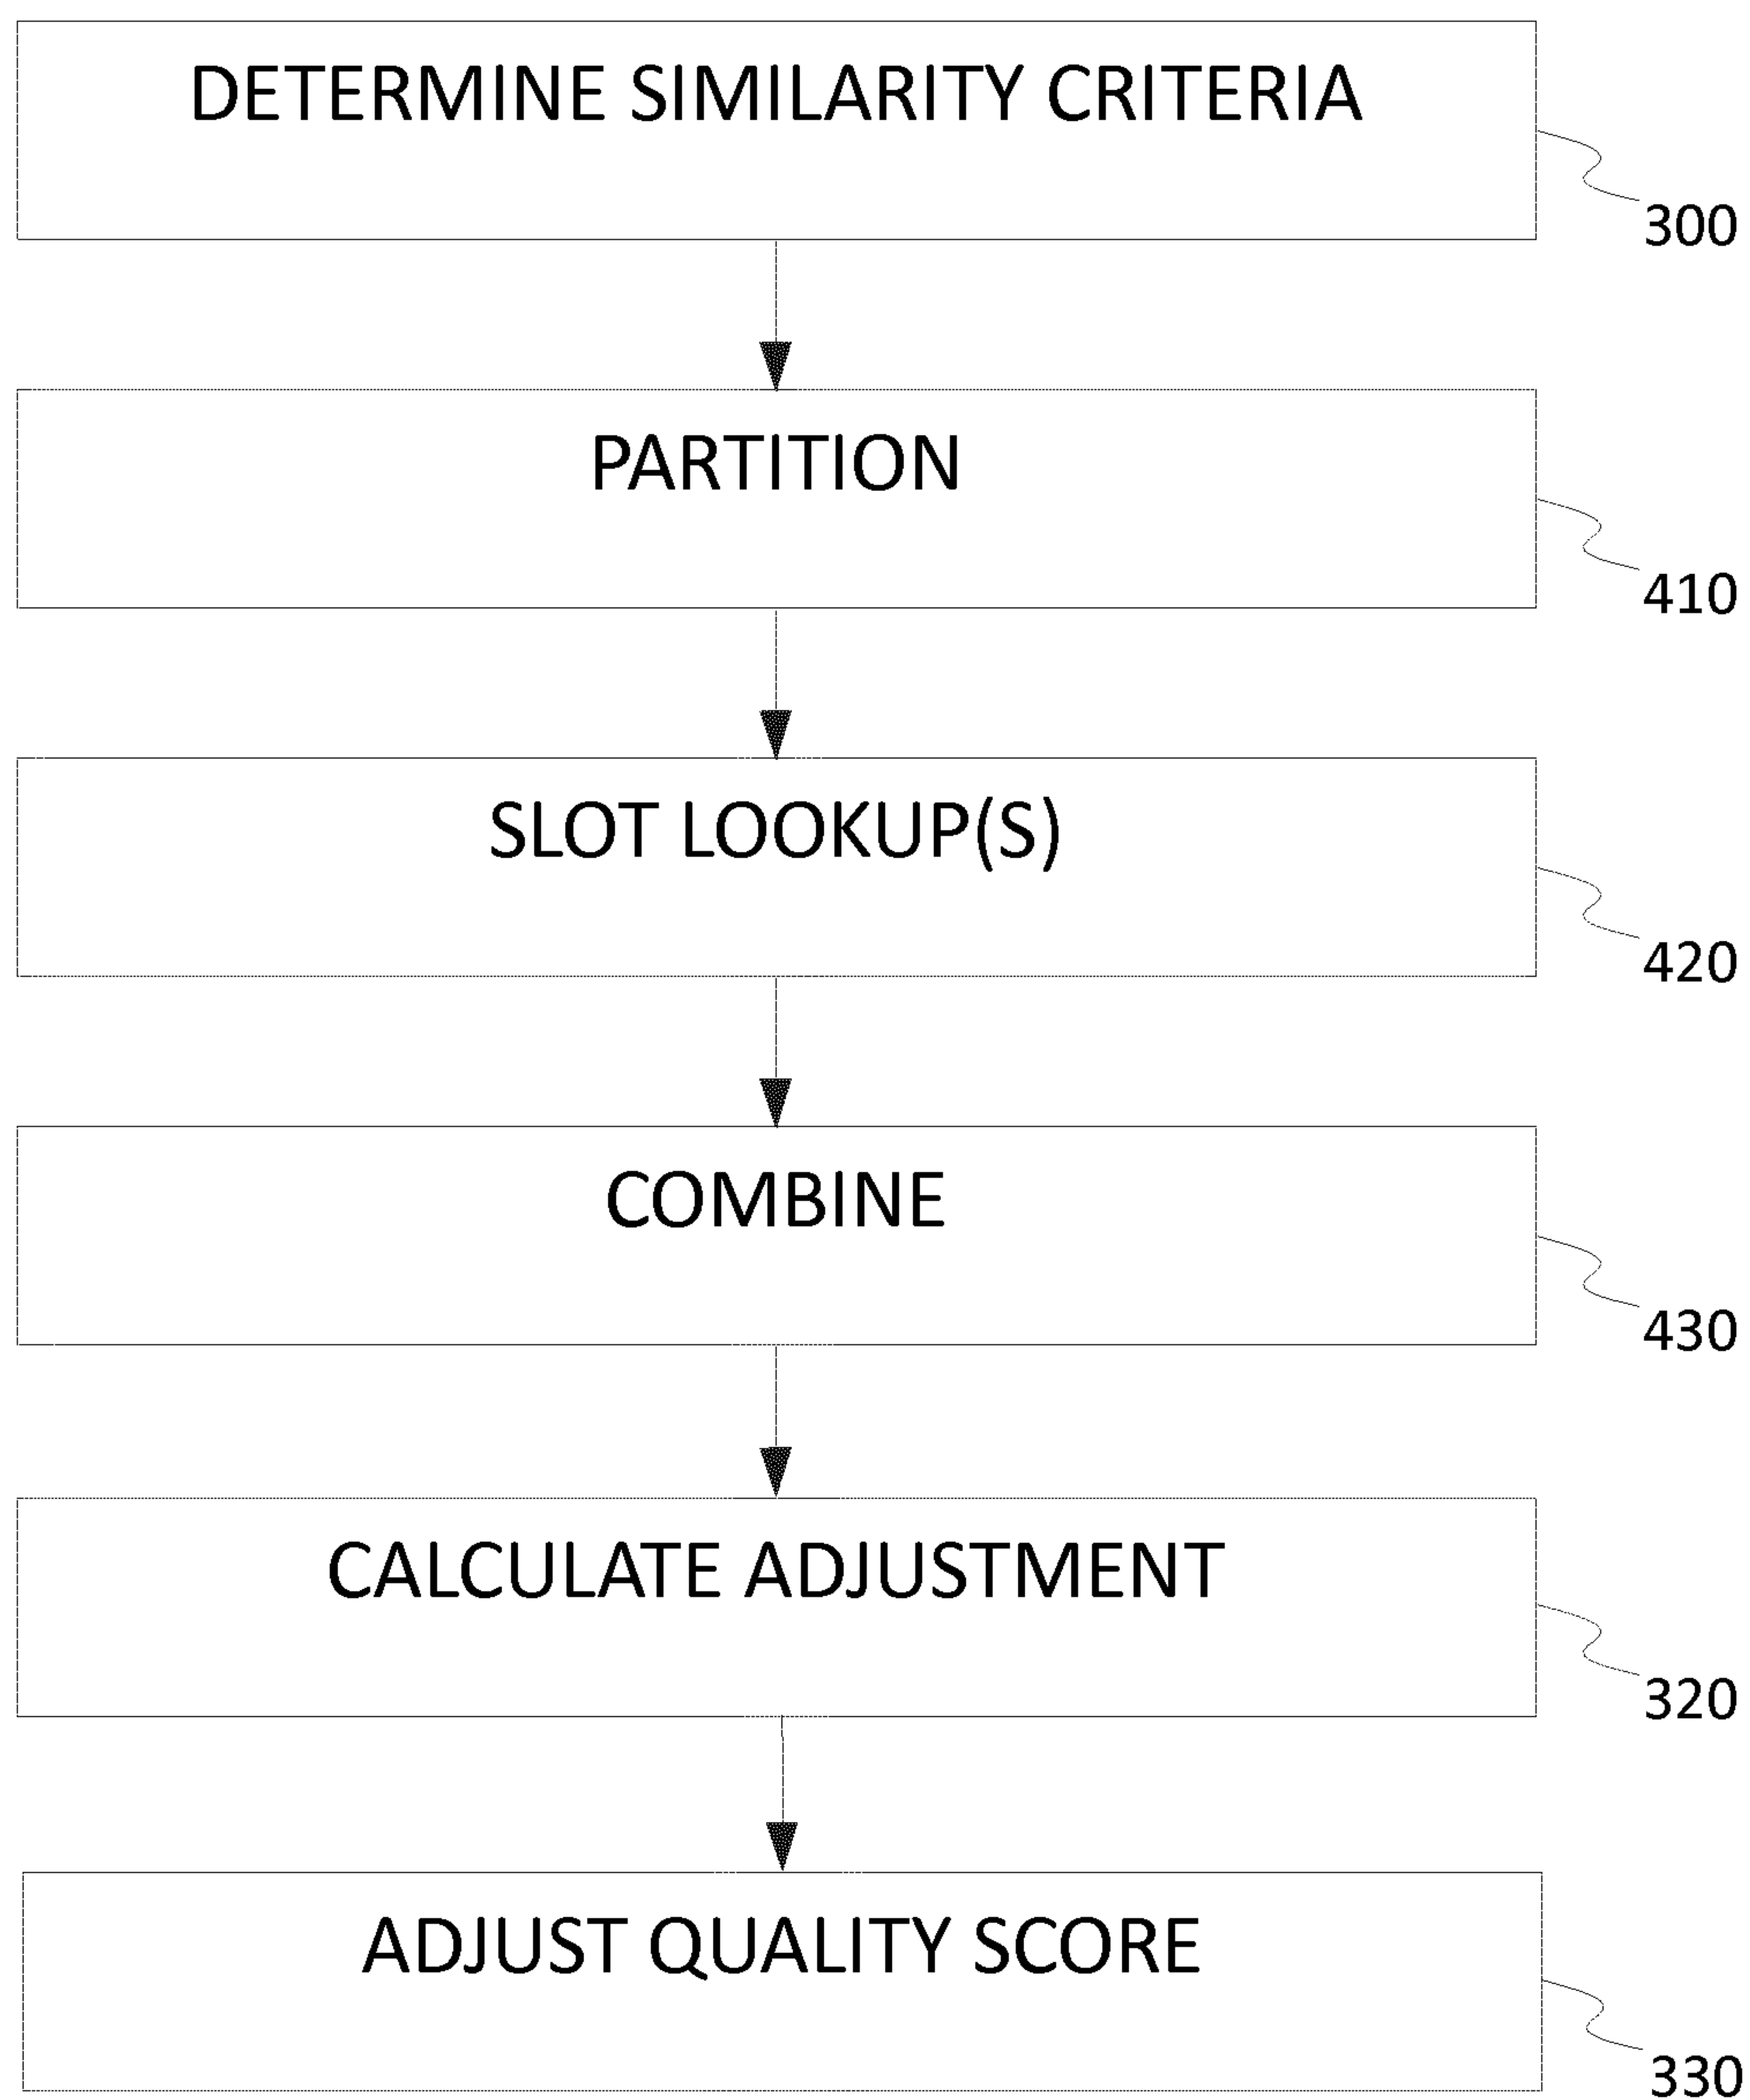 DETERMINE SIMILARITY CRITERIA
300
PARTITION
410
SLOT LOOKUP(S)
420
COMBINE
430
CALCULATE ADJUSTMENT
320
ADJUST QUALITY SCORE
330